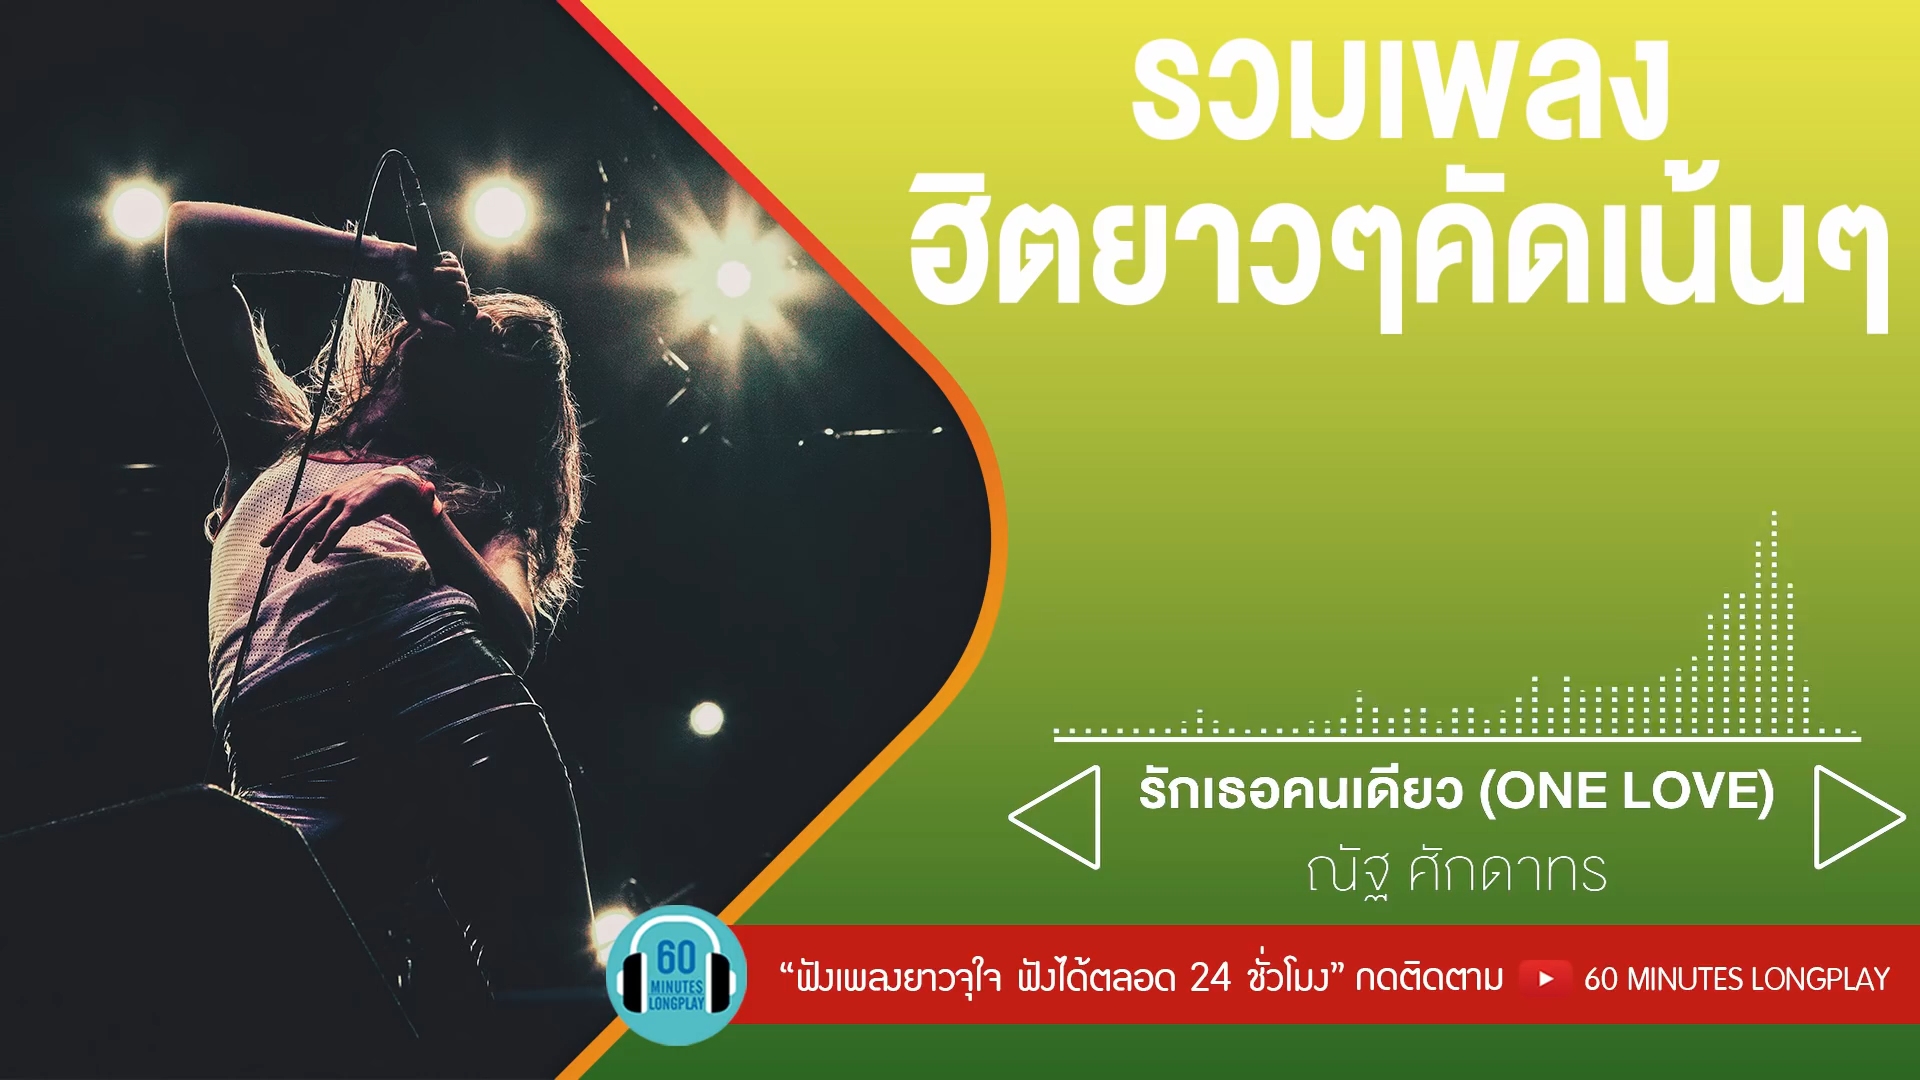 รวมเพลง
ฮิตยาวๆคัดเน้นๆ
รักเธอคนเดียว (ONE LOVE)
ณัฐ ศักดาทร
60
MINUTES
LONGPLAY
“ฟังเพลงยาวจุใจ ฟังได้ตลอด 24 ชั่วโมง” กดติดตาม 60 MINUTES LONGPLAY